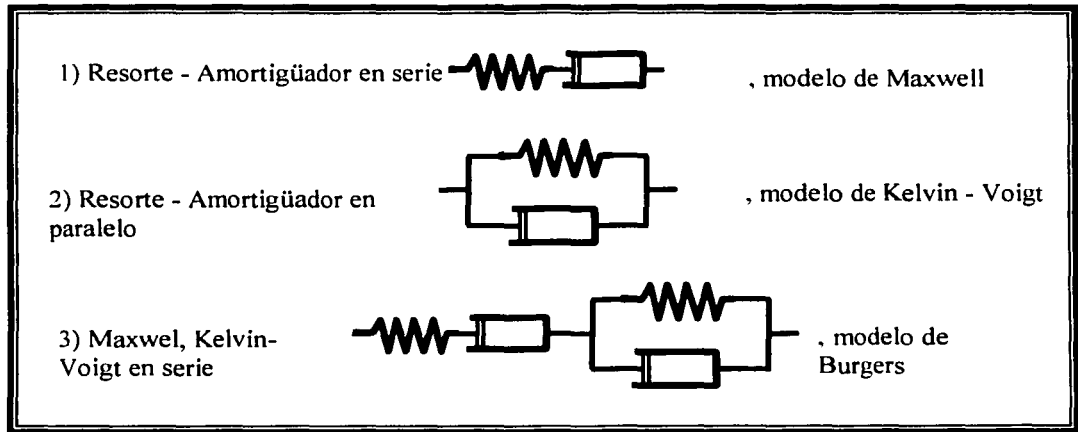 1) Resorte - Amortigüador en serie , modelo de Maxwell
2) Resorte - Amortigüador en paralelo , modelo de Kelvin - Voigt
3) Maxwel, Kelvin-
Voigt en serie , modelo de
Burgers